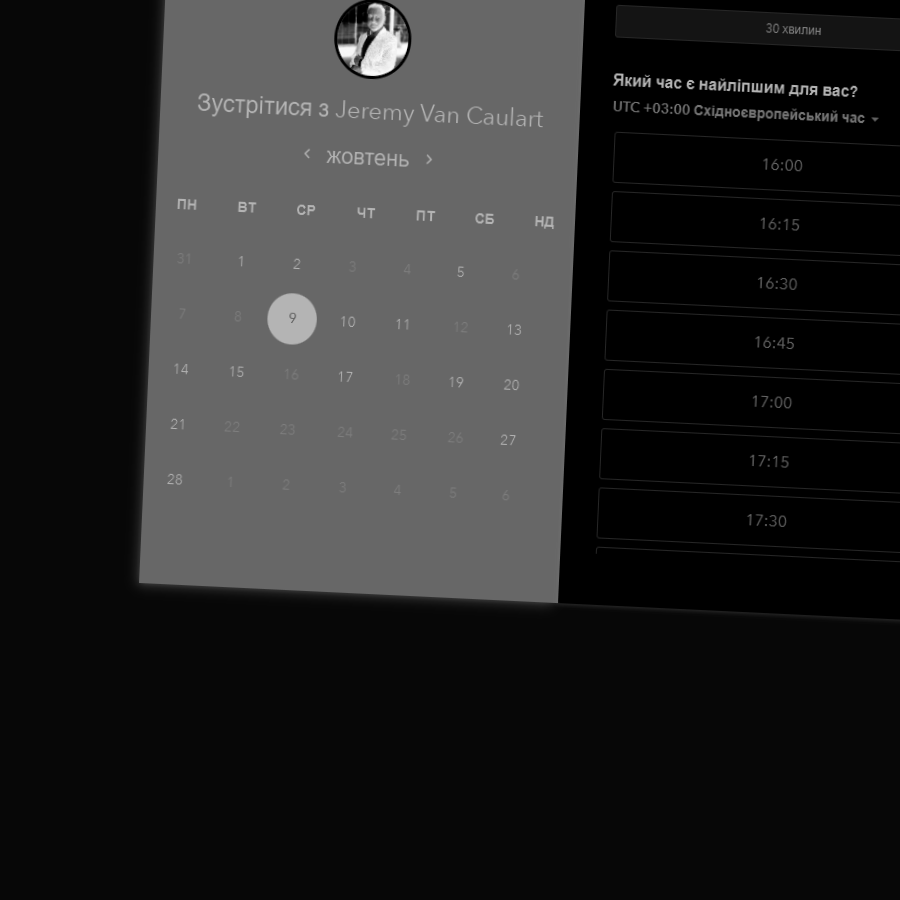 Зустрітися з Jeremy Van Caulart
жовтень
ПН ВТ СР ЧТ ПТ СБ НД
31 1 2 3 4 5 6
7 8 9 10 11 12 13
14 15 16 17 18 19 20
21 22 23 24 25 26 27
28 1 2 3 4 5 6
30 хвилин
Який час є найліпшим для вас?
UTC +03:00 Східноєвропейський час
16:00
16:15
16:30
16:45
17:00
17:15
17:30